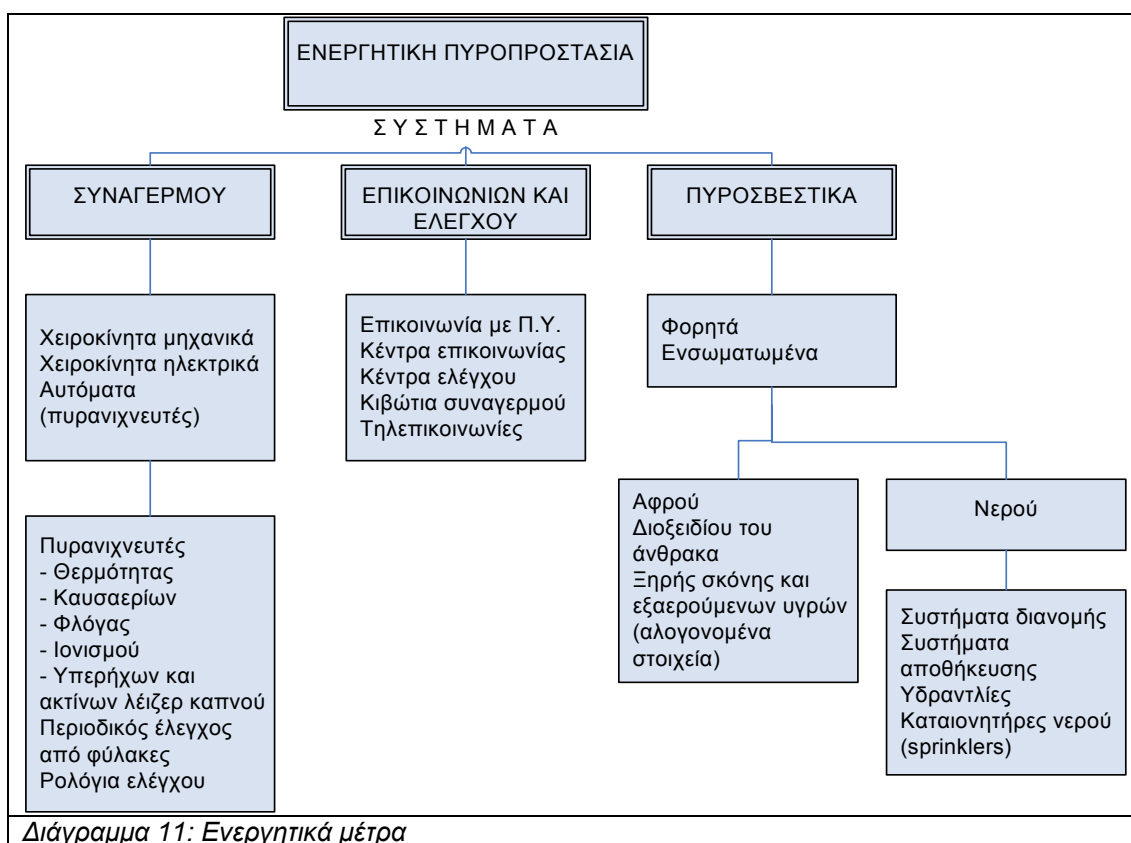 ΕΝΕΡΓΗΤΙΚΗ ΠΥΡΟΠΡΟΣΤΑΣΙΑ
Σ Υ Σ Τ Η Μ Α Τ Α
ΣΥΝΑΓΕΡΜΟΥ
ΕΠΙΚΟΙΝΩΝΙΩΝ ΚΑΙ
ΕΛΕΓΧΟΥ
ΠΥΡΟΣΒΕΣΤΙΚΑ
Χειροκίνητα μηχανικά
Χειροκίνητα ηλεκτρικά
Αυτόματα
(πυρανιχνευτές)
Επικοινωνία με Π.Υ.
Κέντρα επικοινωνίας
Κέντρα ελέγχου
Κιβώτια συναγερμού
Τηλεπικοινωνίες
Φορητά
Ενσωματωμένα
Πυρανιχνευτές
- Θερμότητας
- Καυσαερίων
- Φλόγας
- Ιονισμού
- Υπερήχων και
ακτίνων λέιζερ καπνού
Περιοδικός έλεγχος
από φύλακες
Ρολόγια ελέγχου
Αφρού
Διοξειδίου του
άνθρακα
Ξηρής σκόνης και
εξαερούμενων υγρών
(αλογονομένα
στοιχεία)
Νερού
Συστήματα διανομής
Συστήματα
αποθήκευσης
Υδραντλίες
Καταιονητήρες νερού
(sprinklers)
Διάγραμμα 11: Ενεργητικά μέτρα